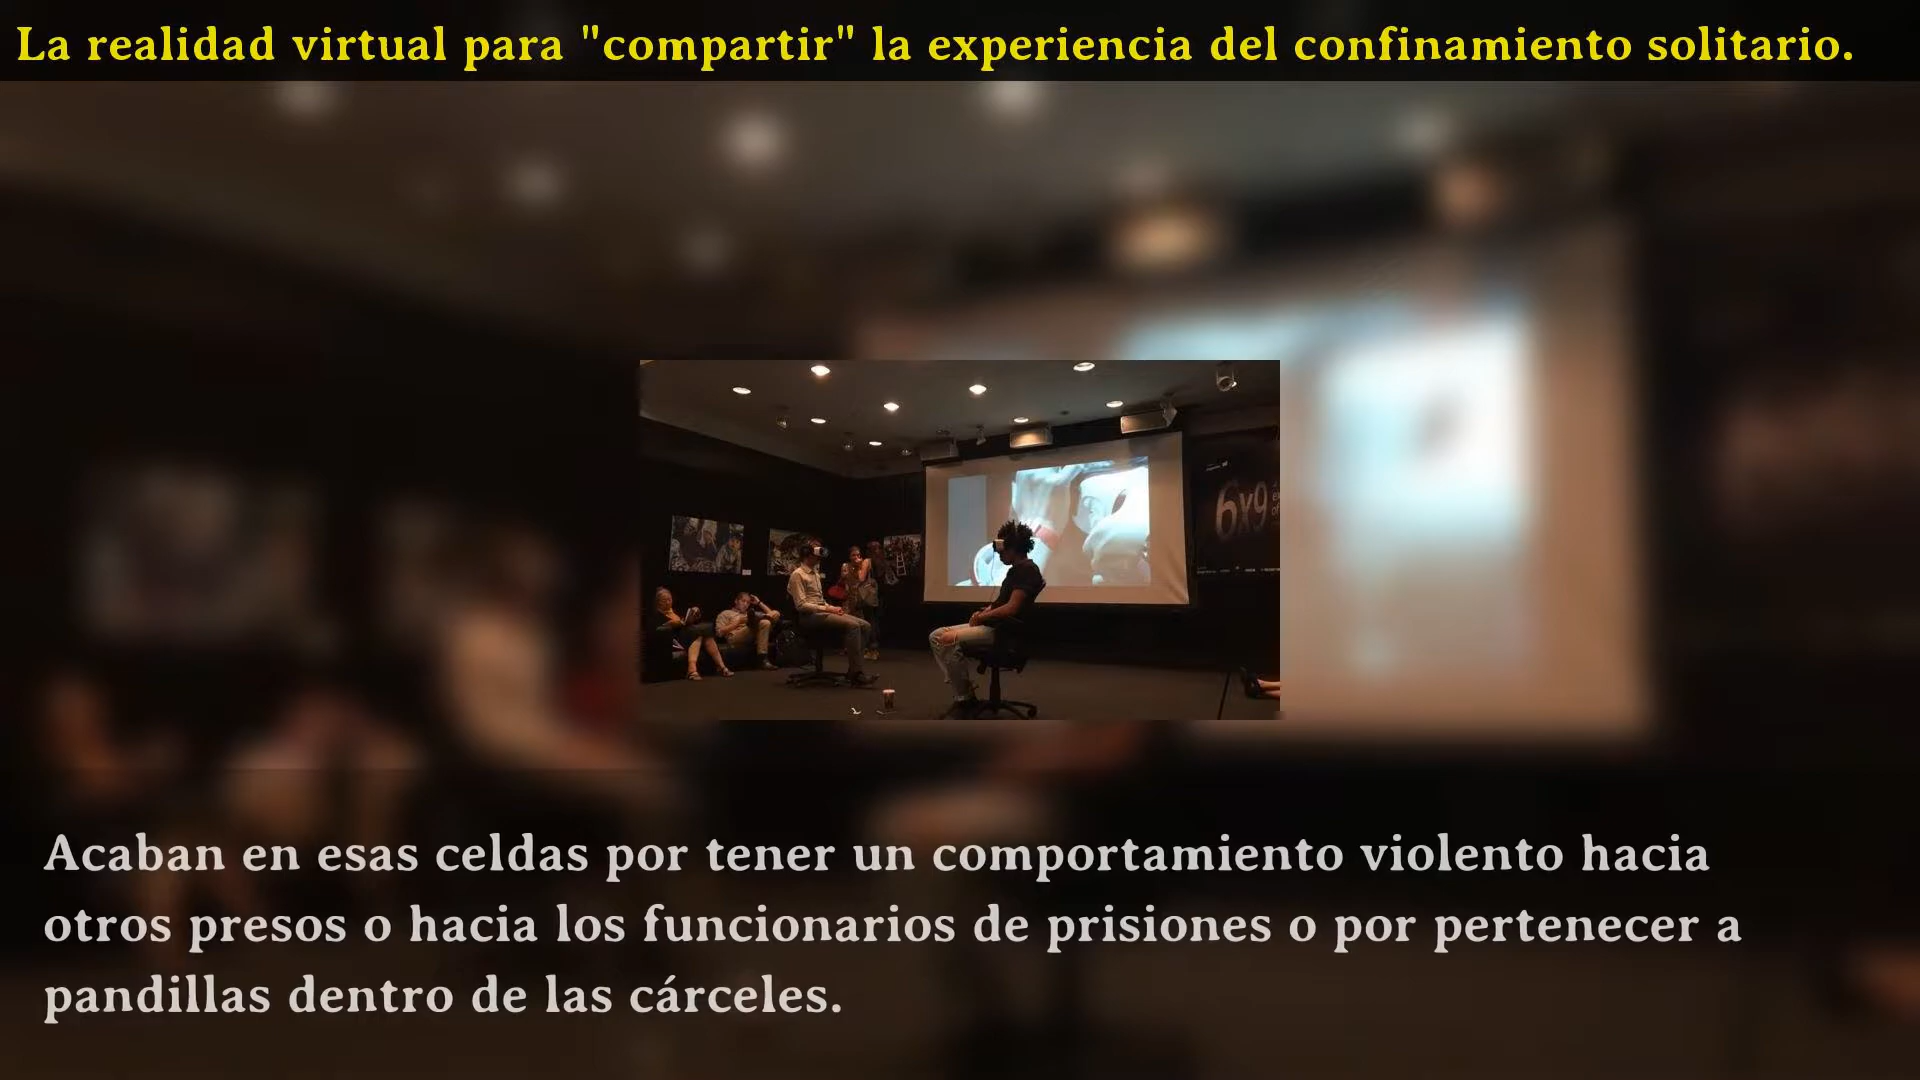 La realidad virtual para "compartir" la experiencia del confinamiento solitario.
6x9
Acaban en esas celdas por tener un comportamiento violento hacia
otros presos o hacia los funcionarios de prisiones o por pertenecer a
pandillas dentro de las cárceles.